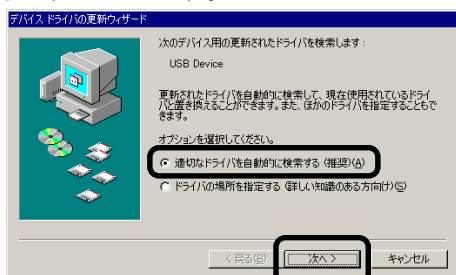 デバイス ドライバの更新ウィザード
次のデバイス用の更新されたドライバを検索します:
USB Device
更新されたドライバを自動的に検索して、現在使用されているドライ
バと置き換えることができます。また、ほかのドライバを指定することもで
きます。
オプションを選択してください。
適切なドライバを自動的に検索する (推奨)(A)
ドライバの場所を指定する (詳しい知識のある方向け)(S)
< 戻る(B)
次へ >
キャンセル